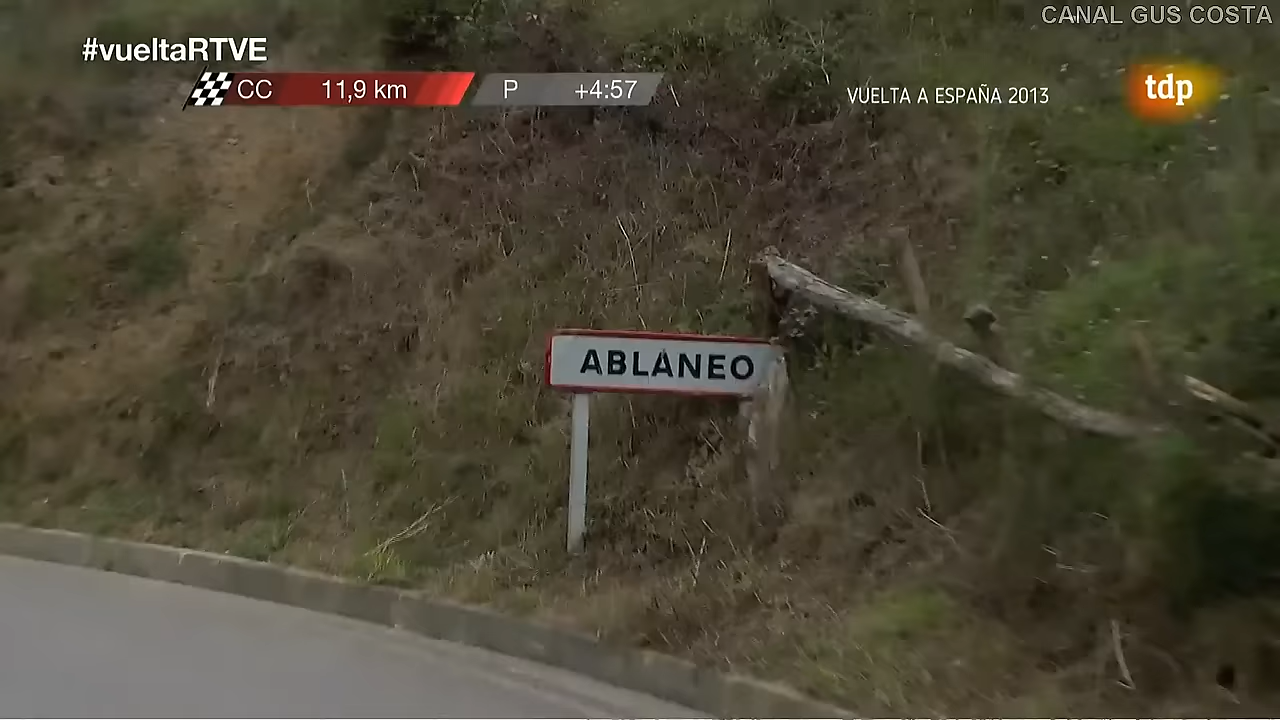 CANAL GUS COSTA
#vueltaRTVE
CC 11,9 km P +4:57
VUELTA A ESPAÑA 2013
tdp
ABLANEO